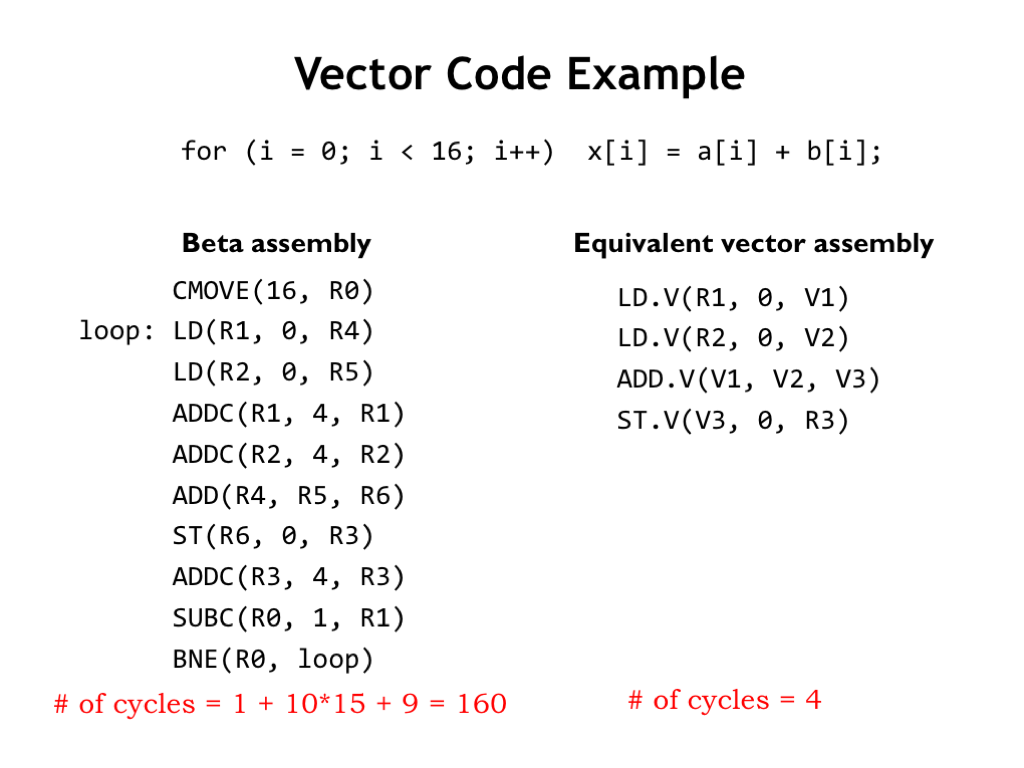 Vector Code Example
for (i = 0; i < 16; i++)  x[i] = a[i] + b[i];
Beta assembly
CMOVE(16, R0)
loop: LD(R1, 0, R4)
LD(R2, 0, R5)
ADDC(R1, 4, R1)
ADDC(R2, 4, R2)
ADD(R4, R5, R6)
ST(R6, 0, R3)
ADDC(R3, 4, R3)
SUBC(R0, 1, R1)
BNE(R0, loop)
# of cycles = 1 + 10*15 + 9 = 160
Equivalent vector assembly
LD.V(R1, 0, V1)
LD.V(R2, 0, V2)
ADD.V(V1, V2, V3)
ST.V(V3, 0, R3)
# of cycles = 4